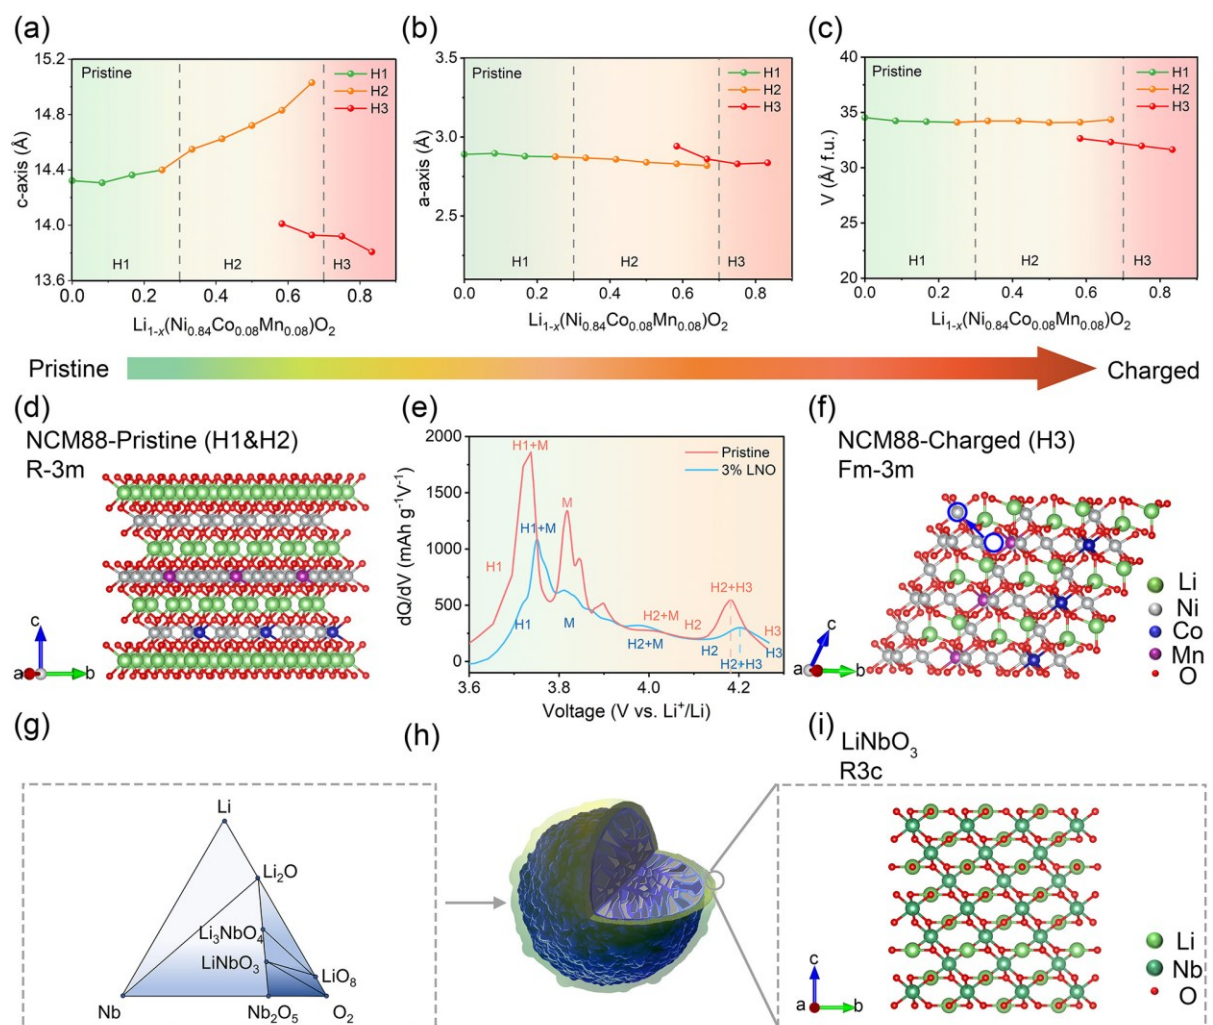 (a)
15.2
14.8
14.4
14.0
13.6
c-axis (Å)
Pristine
H1
H2
H3
H1
H2
H3
0.0
0.2
0.4
0.6
0.8
Li1-x(Ni0.84Co0.08Mn0.08)O2
(b)
3.5
3.0
2.5
a-axis (Å)
Pristine
H1
H2
H3
H1
H2
H3
0.0
0.2
0.4
0.6
0.8
Li1-x(Ni0.84Co0.08Mn0.08)O2
(c)
40
35
30
25
20
V (Å/ f.u.)
Pristine
H1
H2
H3
H1
H2
H3
0.0
0.2
0.4
0.6
0.8
Li1-x(Ni0.84Co0.08Mn0.08)O2
Pristine
Charged
(d)
NCM88-Pristine (H1&H2)
R-3m
c
a
b
(e)
2000
1500
1000
500
0
dQ/dV (mAh g-1V-1)
Pristine
3% LNO
H1+M
M
H1+M
H1
H2+H3
H2+M
H2
H3
H1
M
H2+M
H2
H2+H3
H3
3.6
3.8
4.0
4.2
Voltage (V vs. Li+/Li)
(f)
NCM88-Charged (H3)
Fm-3m
Li
Ni
Co
Mn
O
c
a
b
(g)
Li
Li2O
Li3NbO4
LiNbO3
LiO8
Nb
Nb2O5
O2
(h)
(i)
LiNbO3
R3c
Li
Nb
O
c
a
b